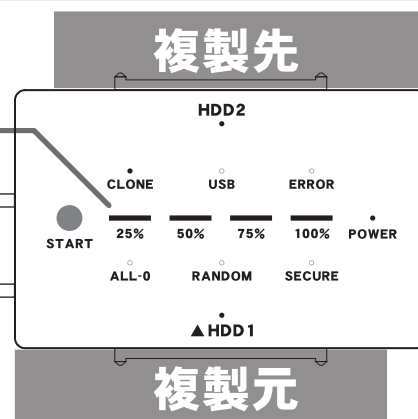 複製先
HDD2
CLONE USB ERROR
START 25% 50% 75% 100% POWER
ALL-0 RANDOM SECURE
▲HDD1
複製元